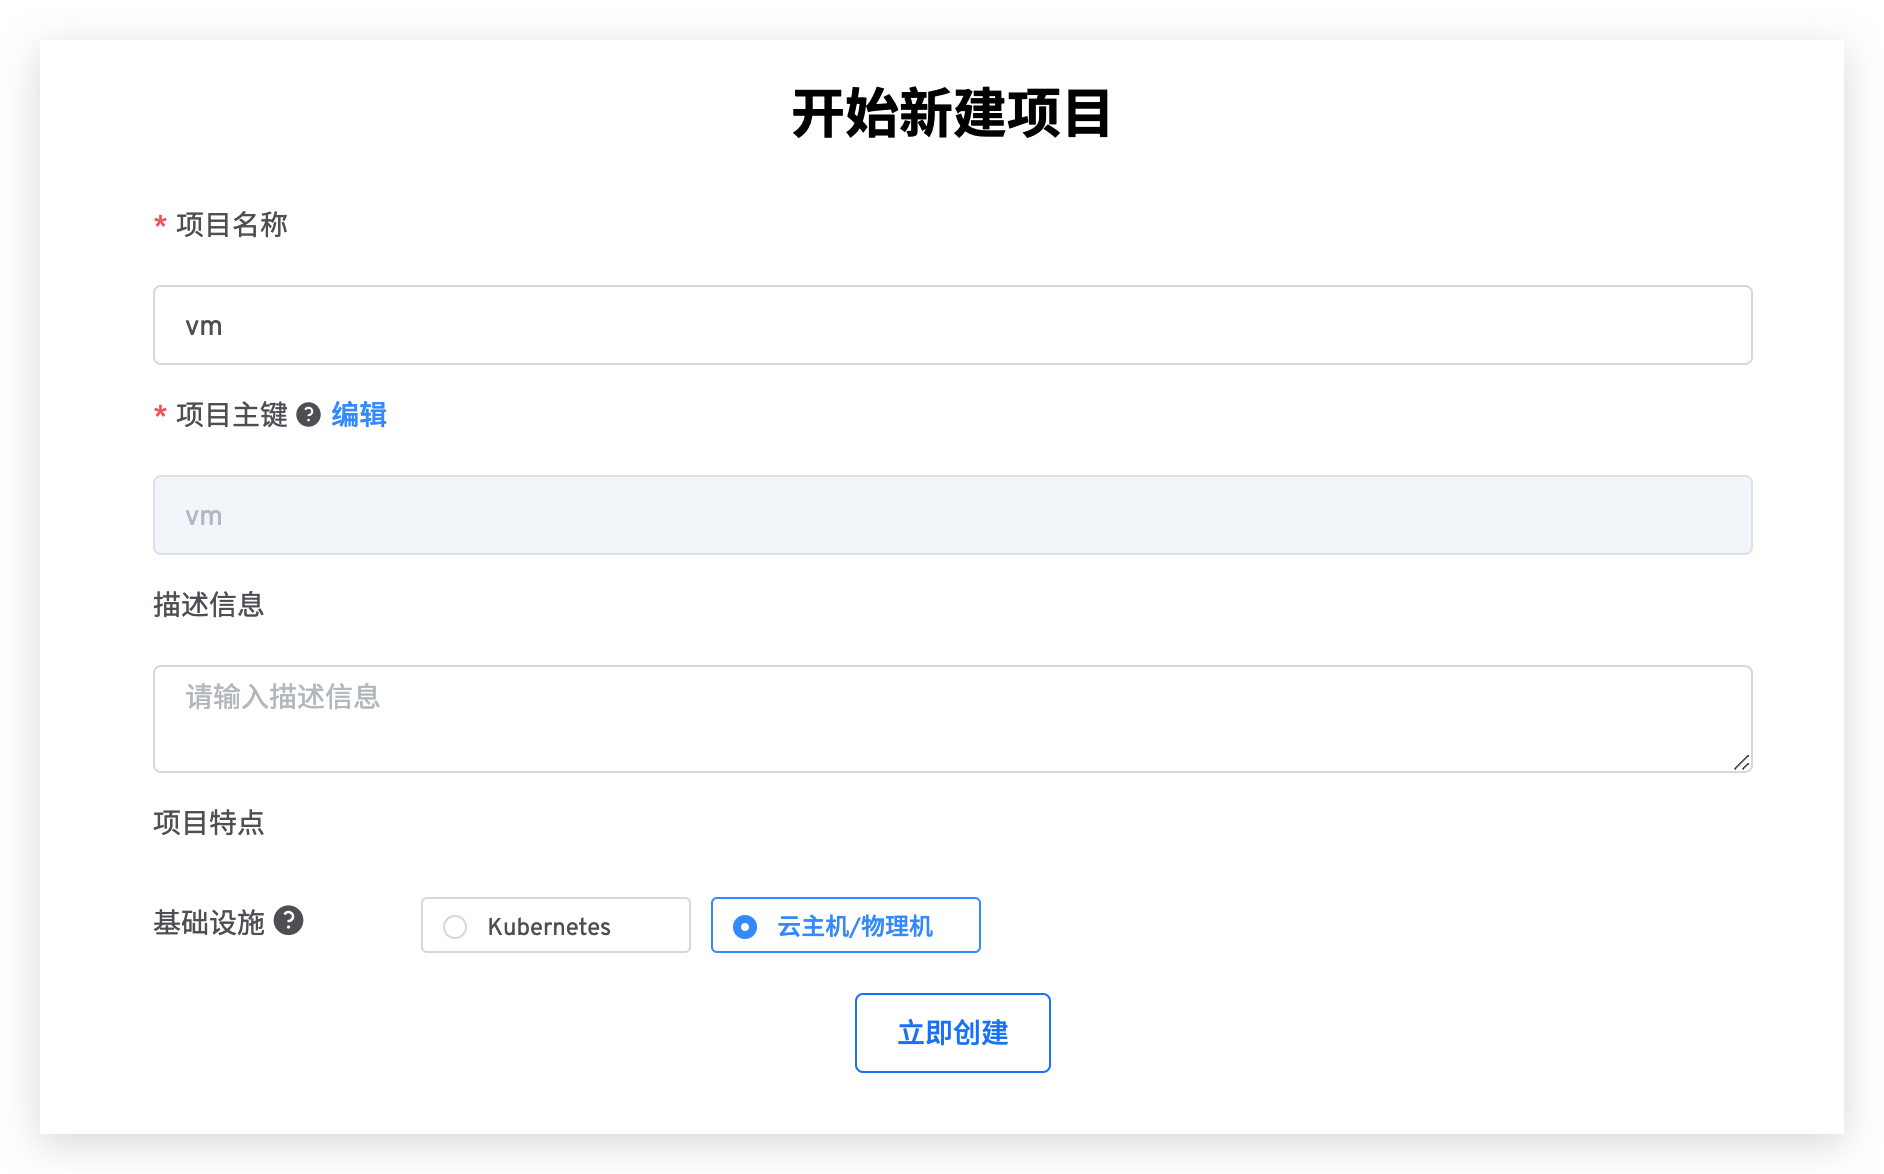 开始新建项目
* 项目名称
vm
* 项目主键 ? 编辑
vm
描述信息
请输入描述信息
项目特点
基础设施 ? Kubernetes 云主机/物理机
立即创建